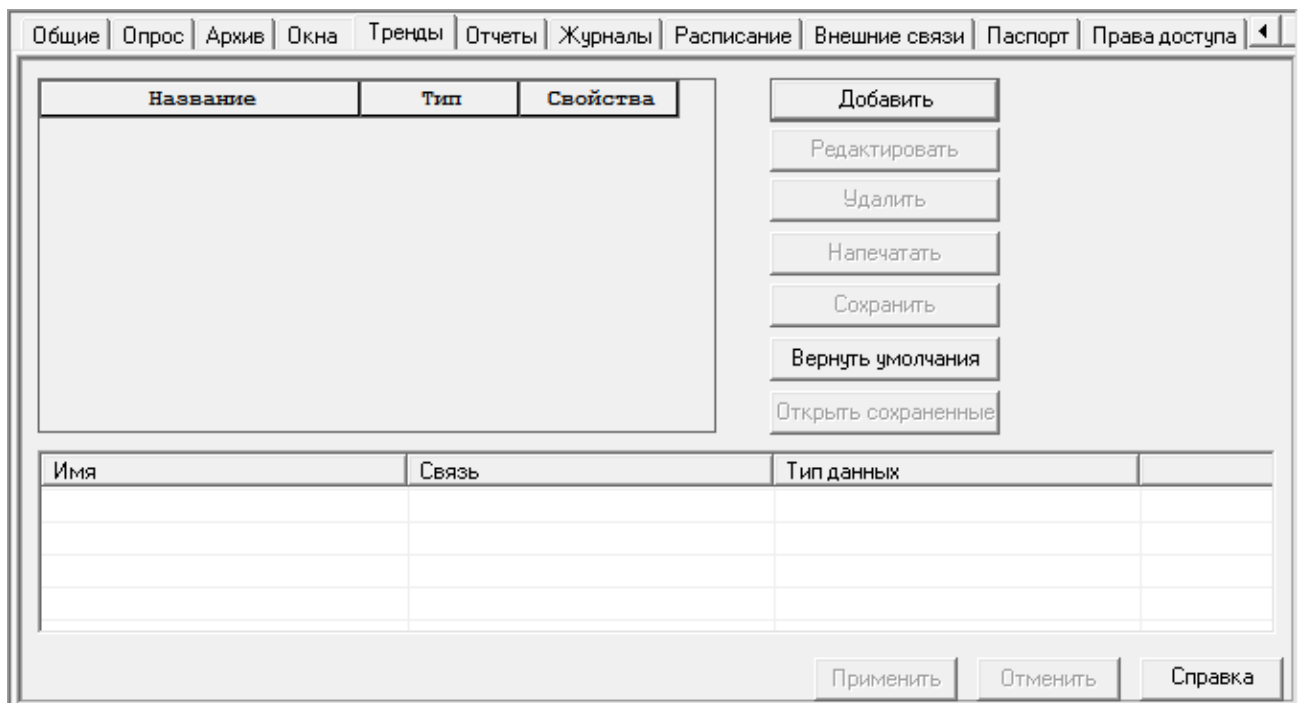 Общие Опрос Архив Окна Тренды Отчеты Журналы Расписание Внешние связи Паспорт Права доступа
Название Тип Свойства
Добавить
Редактировать
Удалить
Напечатать
Сохранить
Вернуть умолчания
Открыть сохраненные
Имя Связь Тип данных
Применить Отменить Справка